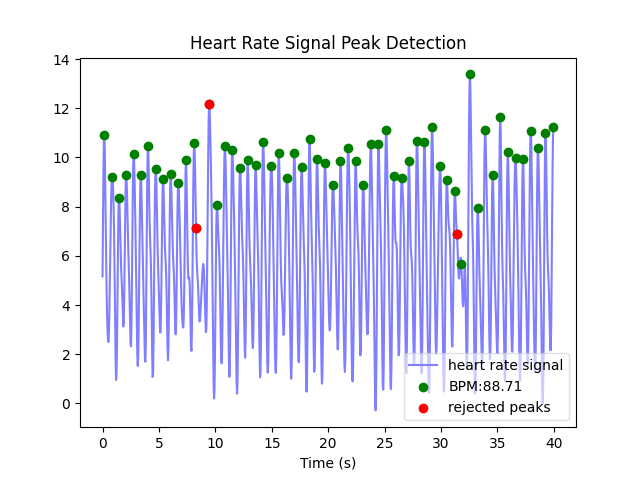 Heart Rate Signal Peak Detection
14
12
10
8
6
4
2
0
heart rate signal
BPM:88.71
rejected peaks
0 5 10 15 20 25 30 35 40
Time (s)